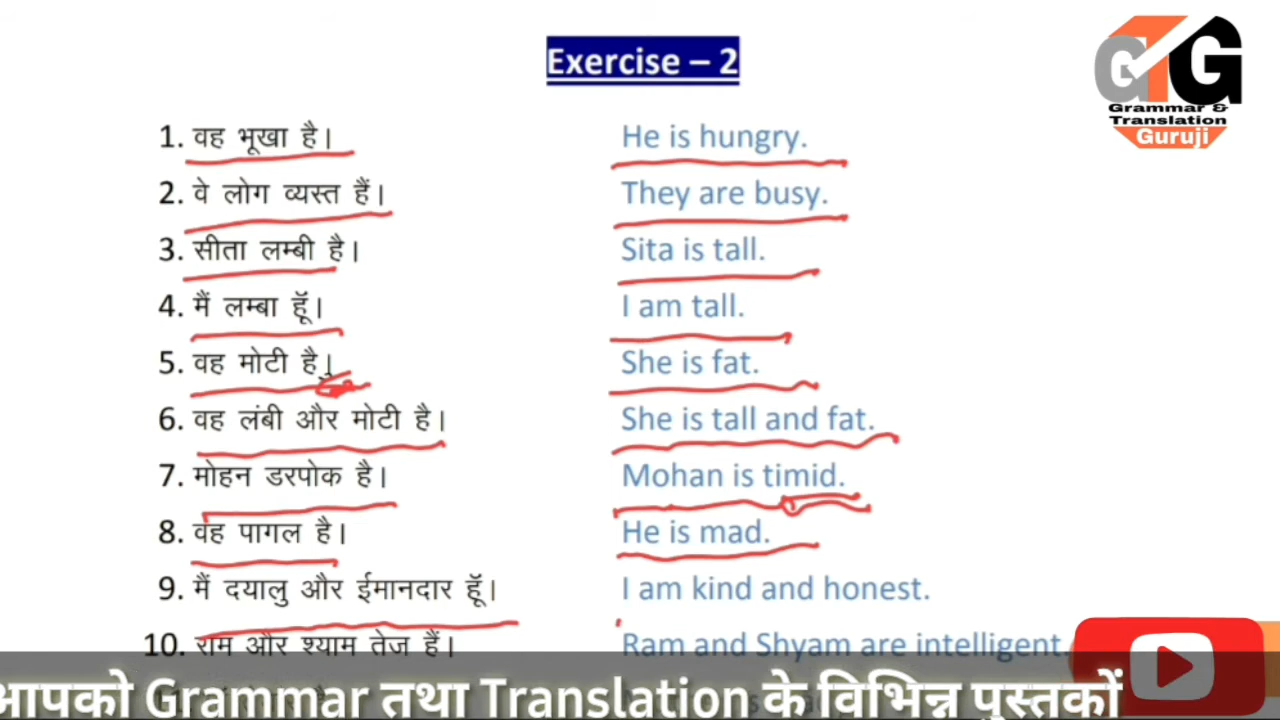 Exercise – 2
Grammar &
Translation
Guruji
1. वह भूखा है। He is hungry.
2. वे लोग व्यस्त हैं। They are busy.
3. सीता लम्बी है। Sita is tall.
4. मैं लम्बा हूॅं। I am tall.
5. वह मोटी है। She is fat.
6. वह लंबी और मोटी है। She is tall and fat.
7. मोहन डरपोक है। Mohan is timid.
8. वह पागल है। He is mad.
9. मैं दयालु और ईमानदार हूॅं। I am kind and honest.
10. राम और श्याम तेज हैं। Ram and Shyam are intelligent.
आपको Grammar तथा Translation के विभिन्न पुस्तकों